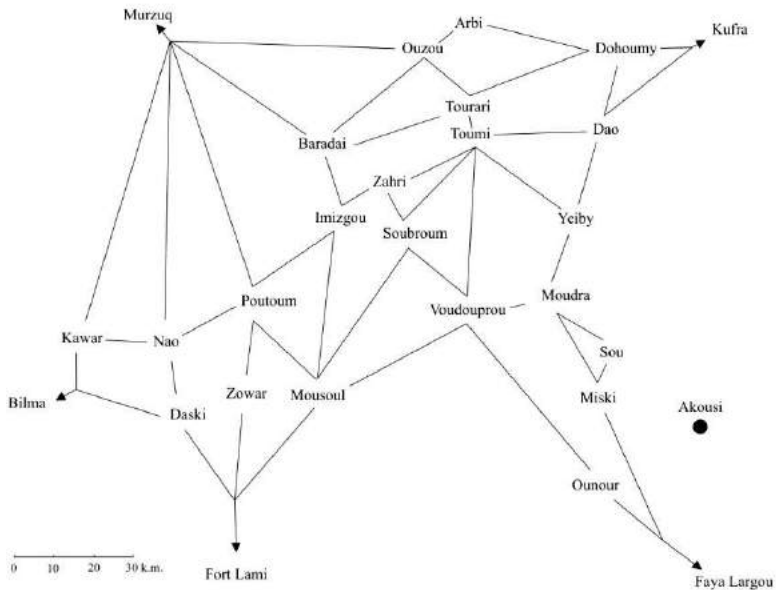 Murzuq
Arbi
Kufra
Ouzou
Dohoumy
Tourari
Toumi
Dao
Baradai
Zahri
Imizgou
Yeiby
Soubroum
Poutoum
Moudra
Voudouprou
Kawar
Nao
Sou
Zowar
Mousoul
Miski
Bilma
Daski
Akousi
Ounour
0 10 20 30 k.m.
Fort Lami
Faya Largou